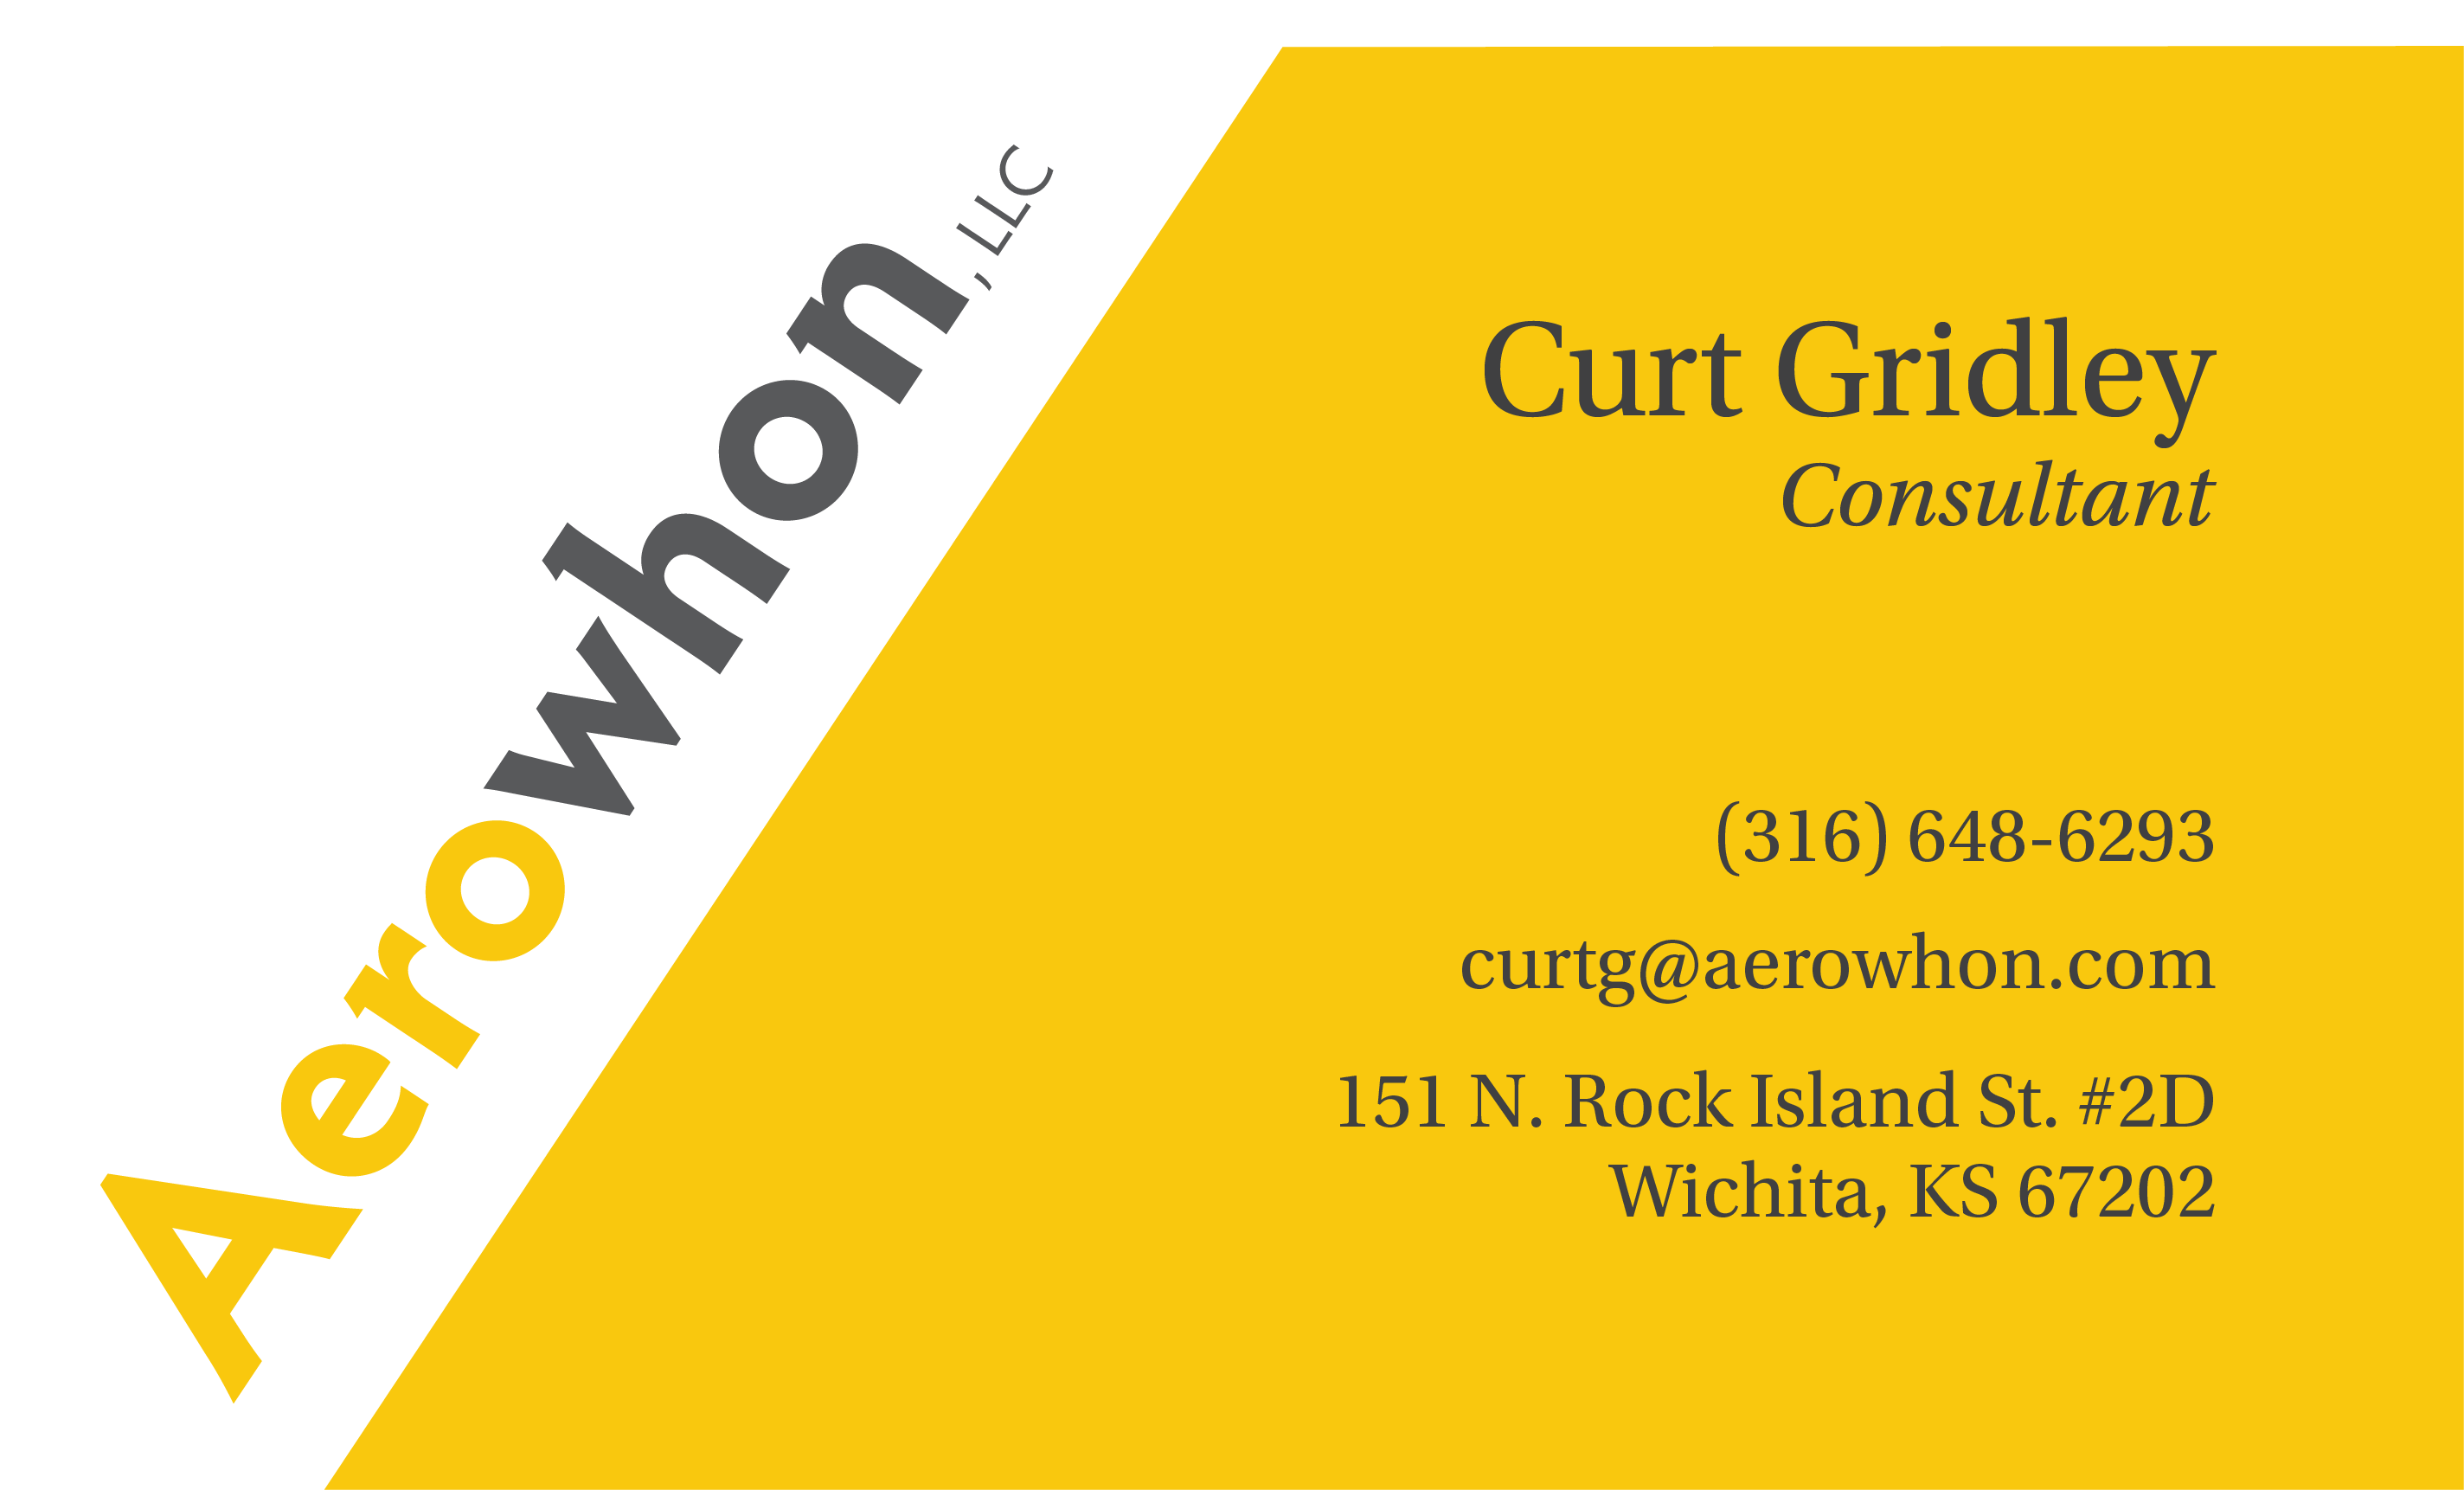 Aerowhon, LLC
Curt Gridley
Consultant
(316) 648-6293
curtg@aerowhon.com
151 N. Rock Island St. #2D
Wichita, KS 67202